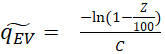 q̃_EV = −ln(1−Z/100) / C